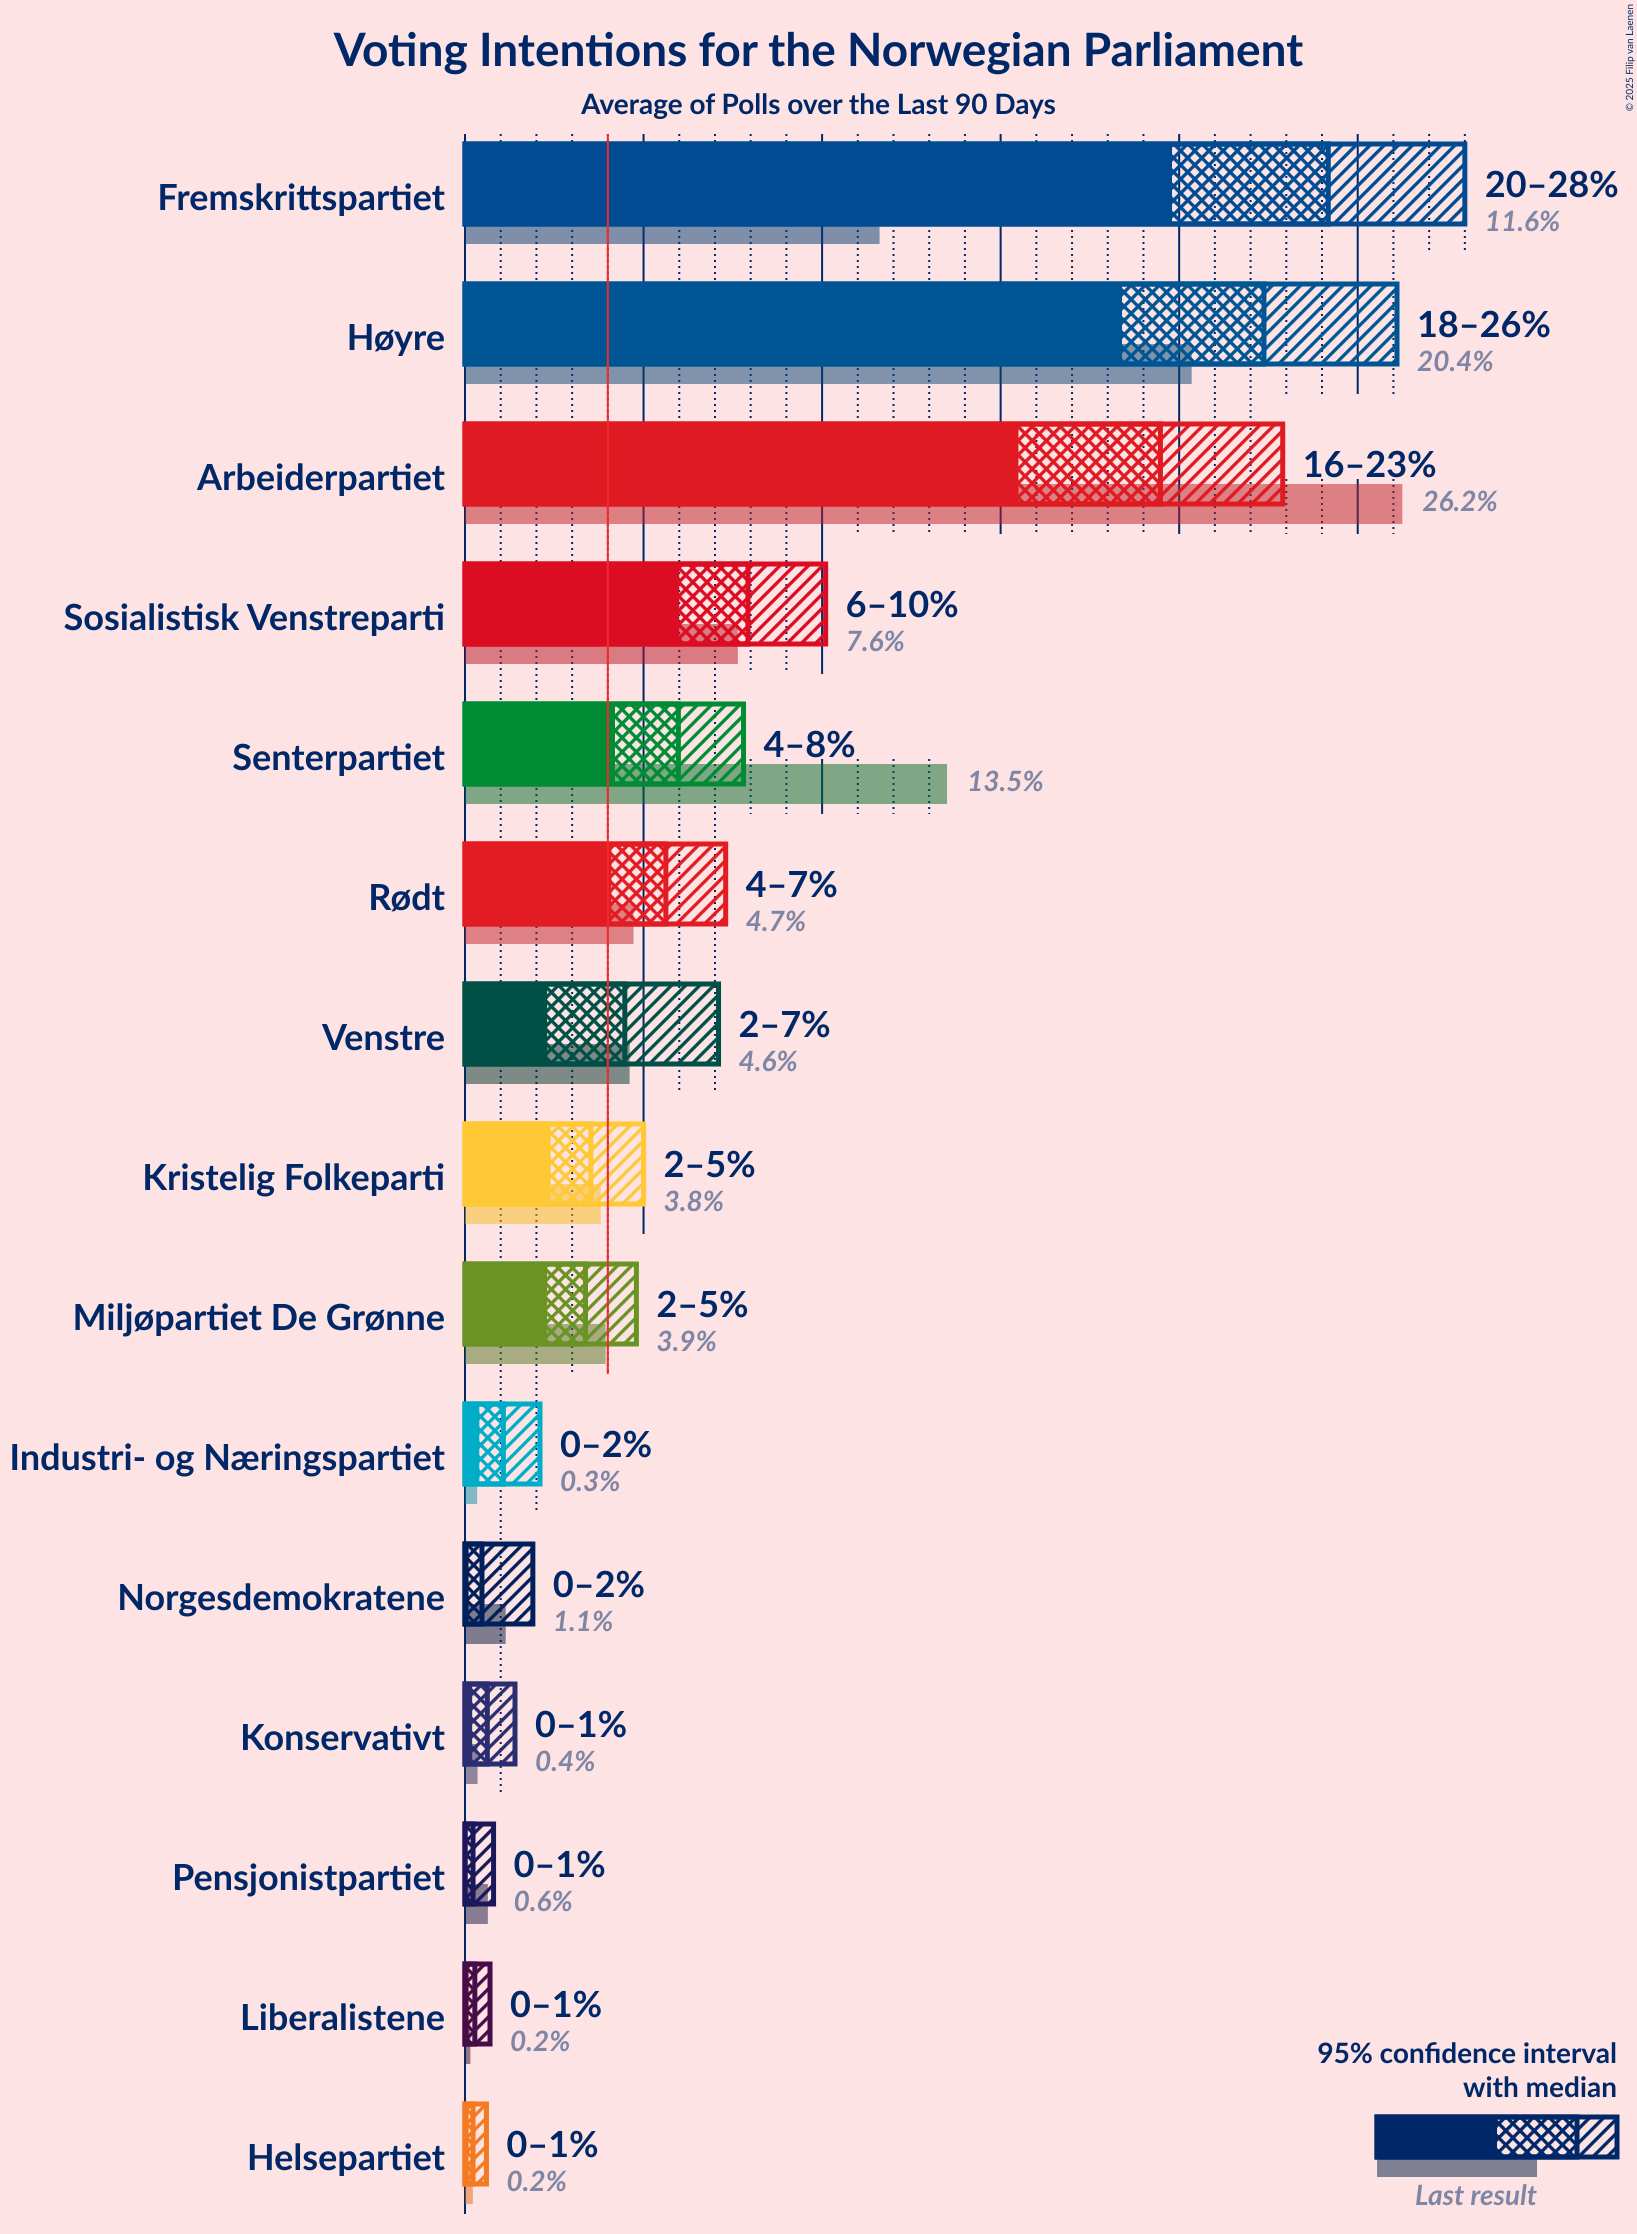 Voting Intentions for the Norwegian Parliament
Average of Polls over the Last 90 Days
© 2025 Filip van Laenen
Fremskrittspartiet
20–28%
11.6%
Høyre
18–26%
20.4%
Arbeiderpartiet
16–23%
26.2%
Sosialistisk Venstreparti
6–10%
7.6%
Senterpartiet
4–8%
13.5%
Rødt
4–7%
4.7%
Venstre
2–7%
4.6%
Kristelig Folkeparti
2–5%
3.8%
Miljøpartiet De Grønne
2–5%
3.9%
Industri- og Næringspartiet
0–2%
0.3%
Norgesdemokratene
0–2%
1.1%
Konservativt
0–1%
0.4%
Pensjonistpartiet
0–1%
0.6%
Liberalistene
0–1%
0.2%
Helsepartiet
0–1%
0.2%
95% confidence interval
with median
Last result